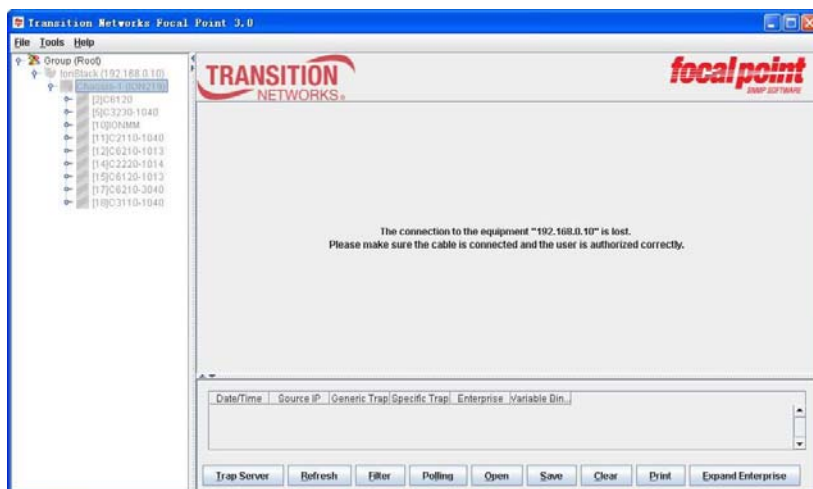 Transition Networks Focal Point 3.0
File Tools Help
Group (Root)
IonStack (192.168.0.10)
Chassis-1 (ION219)
[2]C6120
[5]C3230-1040
[10]IONMM
[11]C2110-1040
[12]C6210-1013
[14]C2220-1014
[15]C6120-1013
[17]C6210-3040
[18]C3110-1040
TRANSITION
NETWORKS®
focal point
SNMP SOFTWARE
The connection to the equipment "192.168.0.10" is lost.
Please make sure the cable is connected and the user is authorized correctly.
Date/Time Source IP Generic Trap Specific Trap Enterprise Variable Bin...
Trap Server Refresh Filter Polling Open Save Clear Print Expand Enterprise